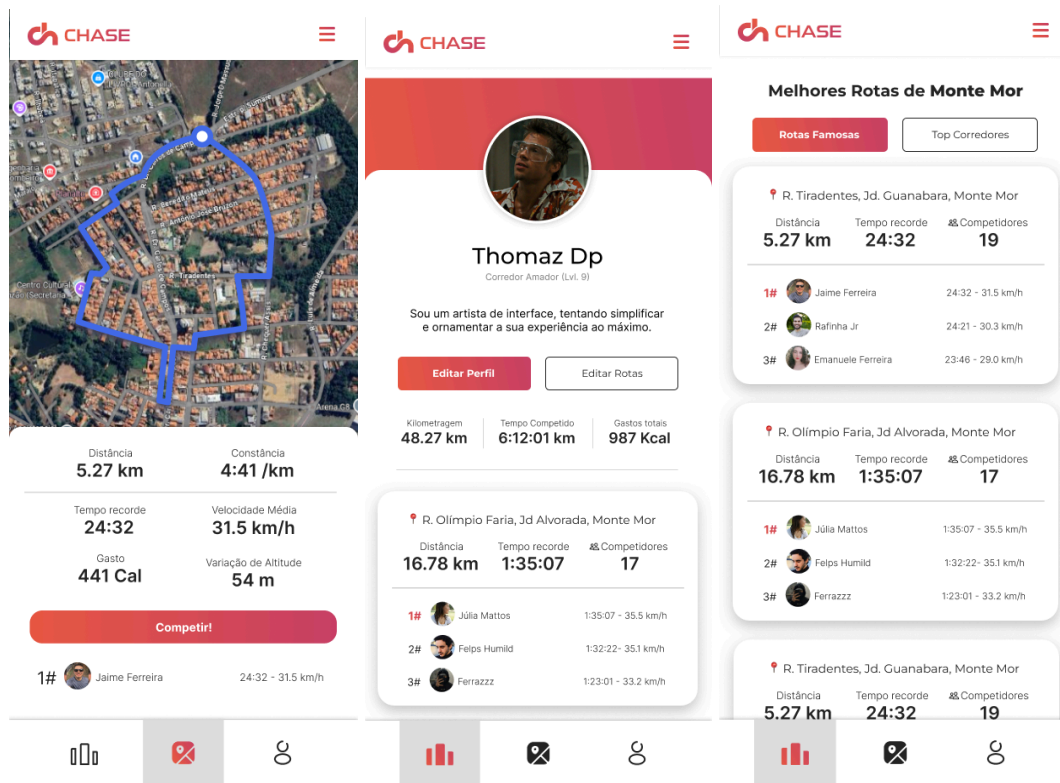 CHASE
R. Jorge D Maspu
Esei pi Sumare
R. Tiradentes
Centro Cultural
Arena GR
Distância
Constância
5.27 km
4:41 /km
Tempo recorde
Velocidade Média
24:32
31.5 km/h
Gasto
Variação de Altitude
441 Cal
54 m
Competir!
1#
Jaime Ferreira
24:32 - 31.5 km/h
CHASE
Thomaz Dp
Corredor Amador (Lvl. 9)
Sou um artista de interface, tentando simplificar
e ornamentar a sua experiência ao máximo.
Editar Perfil
Editar Rotas
Kilometragem
Tempo Competido
Gastos totais
48.27 km
6:12:01 km
987 Kcal
R. Olímpio Faria, Jd Alvorada, Monte Mor
Distância
Tempo recorde
Competidores
16.78 km
1:35:07
17
1#
Júlia Mattos
1:35:07 - 35.5 km/h
2#
Felps Humild
1:32:22- 35.1 km/h
3#
Ferrazzz
1:23:01 - 33.2 km/h
CHASE
Melhores Rotas de Monte Mor
Rotas Famosas
Top Corredores
R. Tiradentes, Jd. Guanabara, Monte Mor
Distância
Tempo recorde
Competidores
5.27 km
24:32
19
1#
Jaime Ferreira
24:32 - 31.5 km/h
2#
Rafinha Jr
24:21 - 30.3 km/h
3#
Emanuele Ferreira
23:46 - 29.0 km/h
R. Olímpio Faria, Jd Alvorada, Monte Mor
Distância
Tempo recorde
Competidores
16.78 km
1:35:07
17
1#
Júlia Mattos
1:35:07 - 35.5 km/h
2#
Felps Humild
1:32:22- 35.1 km/h
3#
Ferrazzz
1:23:01 - 33.2 km/h
R. Tiradentes, Jd. Guanabara, Monte Mor
Distância
Tempo recorde
Competidores
5.27 km
24:32
19